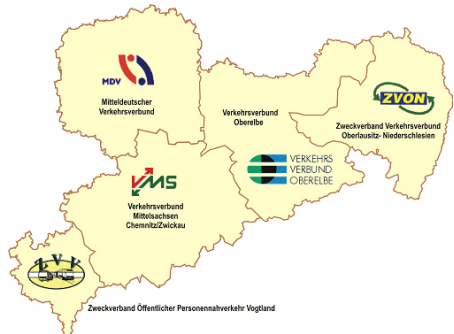 MDV
Mitteldeutscher
Verkehrsverbund
Verkehrsverbund
Oberelbe
ZVON
Zweckverband Verkehrsverbund
Oberlausitz- Niederschlesien
VERKEHRS
VERBUND
OBERELBE
VMS
Verkehrsverbund
Mittelsachsen
Chemnitz/Zwickau
ZVV
Zweckverband Öffentlicher Personennahverkehr Vogtland